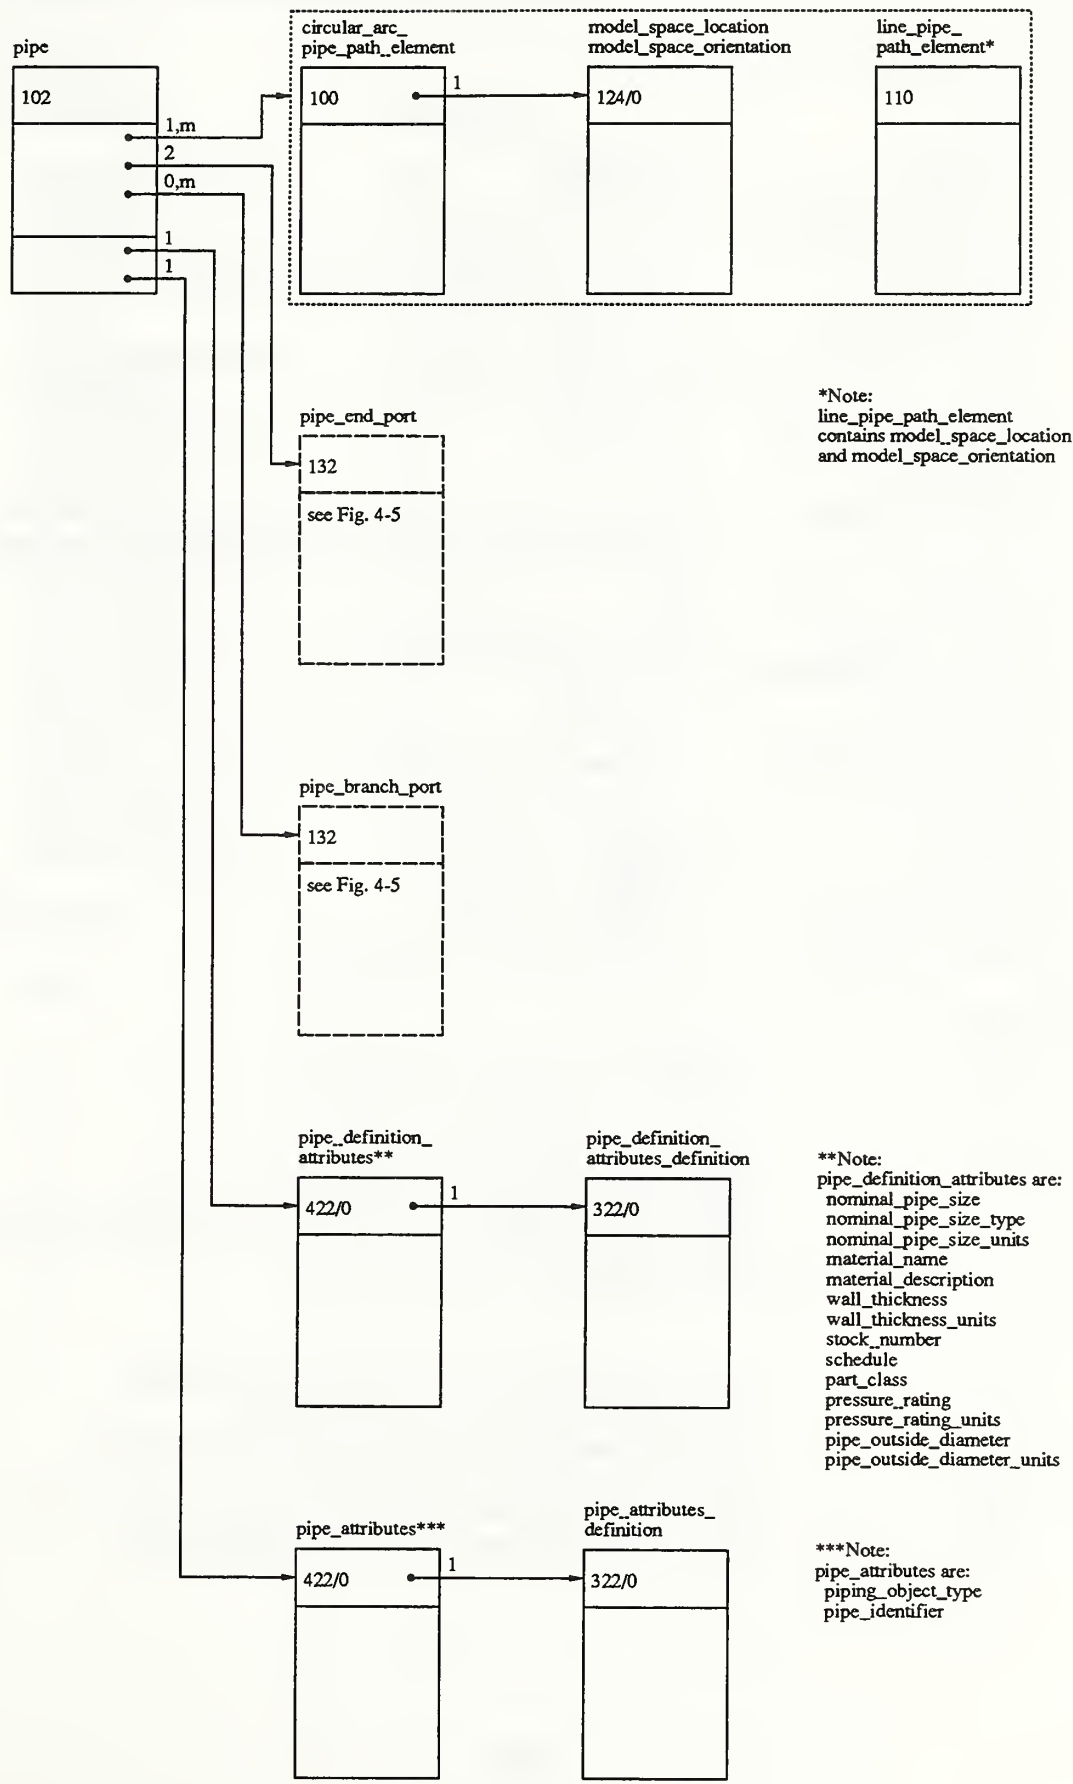 pipe
102
1,m
2
0,m
1
1
circular_arc_
pipe_path_element
100
1
model_space_location
model_space_orientation
124/0
line_pipe_
path_element*
110
*Note:
line_pipe_path_element
contains model_space_location
and model_space_orientation
pipe_end_port
132
see Fig. 4-5
pipe_branch_port
132
see Fig. 4-5
pipe_definition_
attributes**
422/0
1
pipe_definition_
attributes_definition
322/0
**Note:
pipe_definition_attributes are:
nominal_pipe_size
nominal_pipe_size_type
nominal_pipe_size_units
material_name
material_description
wall_thickness
wall_thickness_units
stock_number
schedule
part_class
pressure_rating
pressure_rating_units
pipe_outside_diameter
pipe_outside_diameter_units
pipe_attributes***
422/0
1
pipe_attributes_
definition
322/0
***Note:
pipe_attributes are:
piping_object_type
pipe_identifier